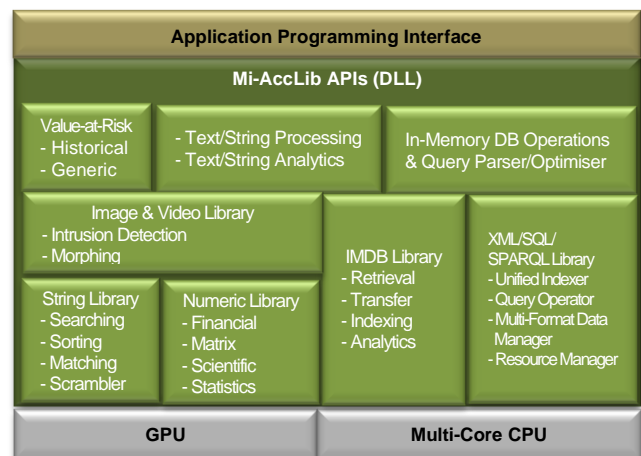 Application Programming Interface
Mi-AccLib APIs (DLL)
Value-at-Risk
- Historical
- Generic
- Text/String Processing
- Text/String Analytics
In-Memory DB Operations
& Query Parser/Optimiser
Image & Video Library
- Intrusion Detection
- Morphing
IMDB Library
- Retrieval
- Transfer
- Indexing
- Analytics
XML/SQL/
SPARQL Library
- Unified Indexer
- Query Operator
- Multi-Format Data
Manager
- Resource Manager
String Library
- Searching
- Sorting
- Matching
- Scrambler
Numeric Library
- Financial
- Matrix
- Scientific
- Statistics
GPU
Multi-Core CPU